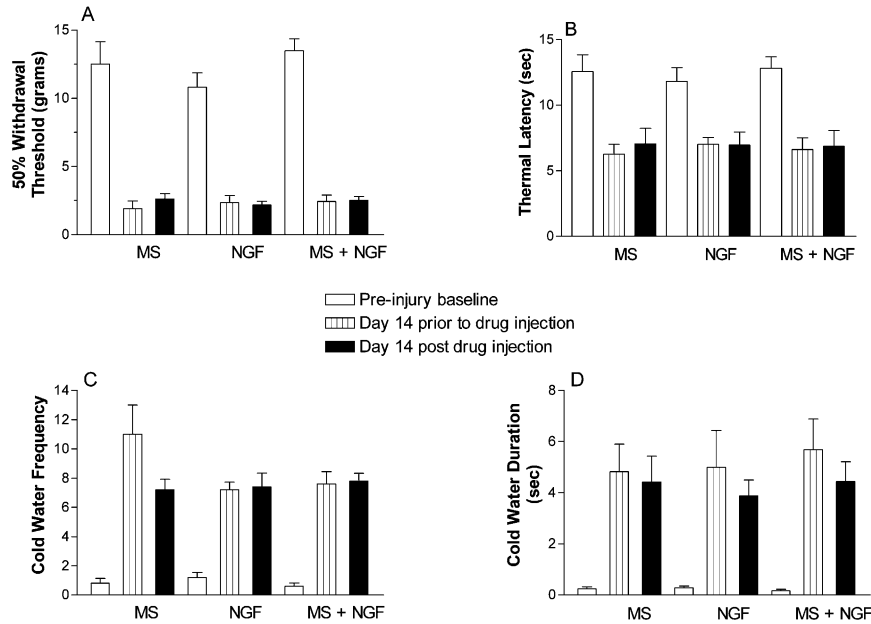 A
50% Withdrawal
Threshold (grams)
15
10
5
0
MS
NGF
MS + NGF
B
Thermal Latency (sec)
15
10
5
0
MS
NGF
MS + NGF
Pre-injury baseline
Day 14 prior to drug injection
Day 14 post drug injection
C
Cold Water Frequency
14
12
10
8
6
4
2
0
MS
NGF
MS + NGF
D
Cold Water Duration
(sec)
8
6
4
2
0
MS
NGF
MS + NGF